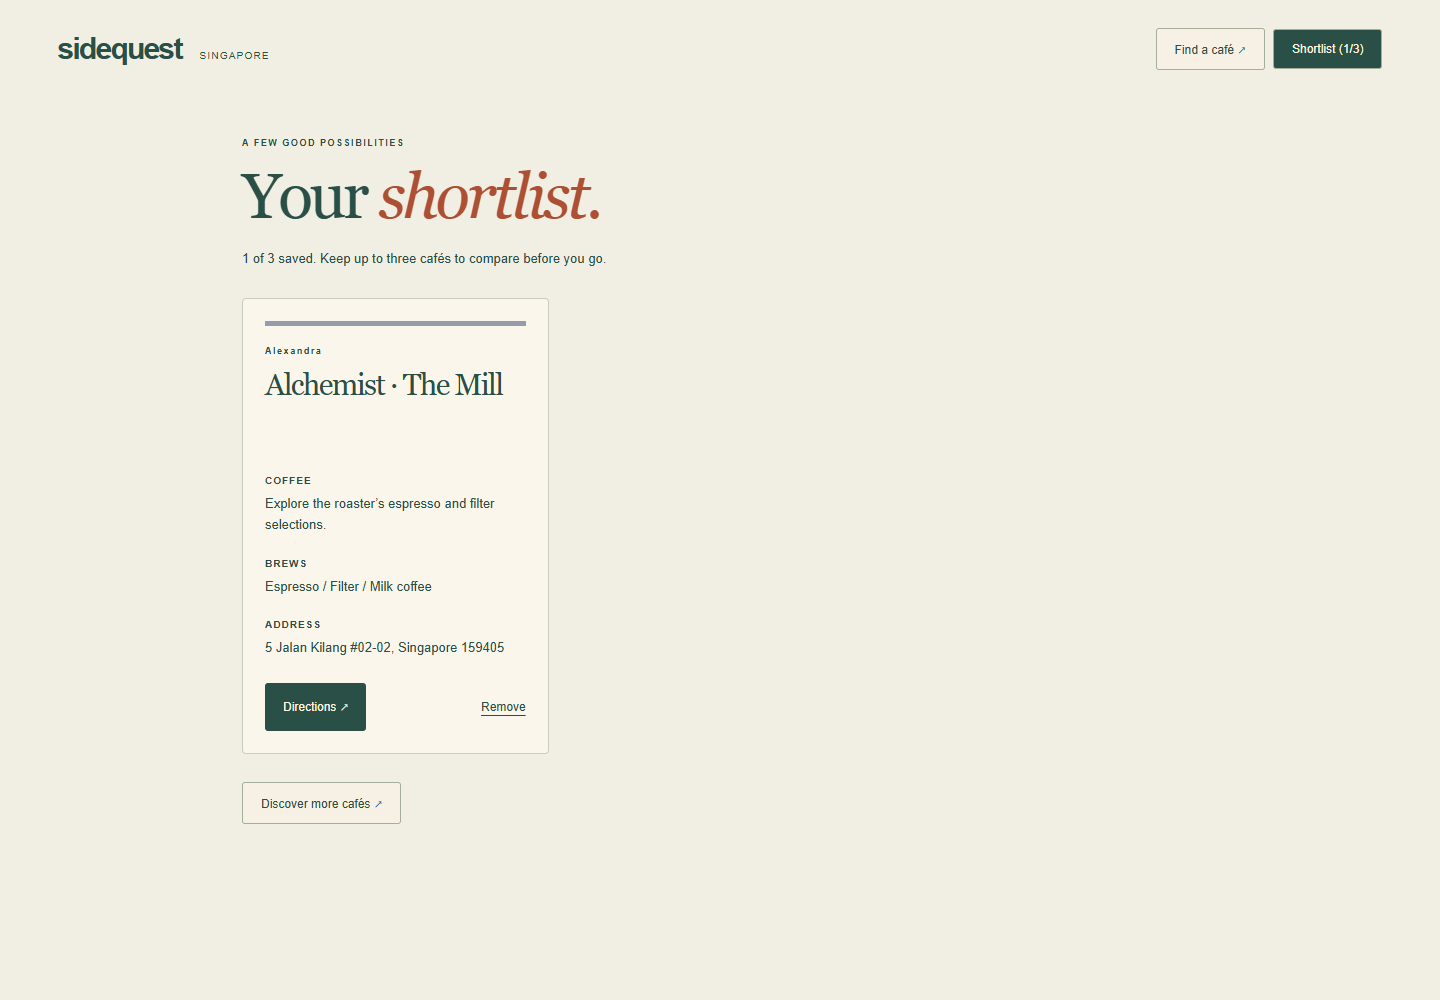 sidequest SINGAPORE
Find a café ↗
Shortlist (1/3)
A FEW GOOD POSSIBILITIES
Your shortlist.
1 of 3 saved. Keep up to three cafés to compare before you go.
Alexandra
Alchemist · The Mill
COFFEE
Explore the roaster’s espresso and filter
selections.
BREWS
Espresso / Filter / Milk coffee
ADDRESS
5 Jalan Kilang #02-02, Singapore 159405
Directions ↗
Remove
Discover more cafés ↗